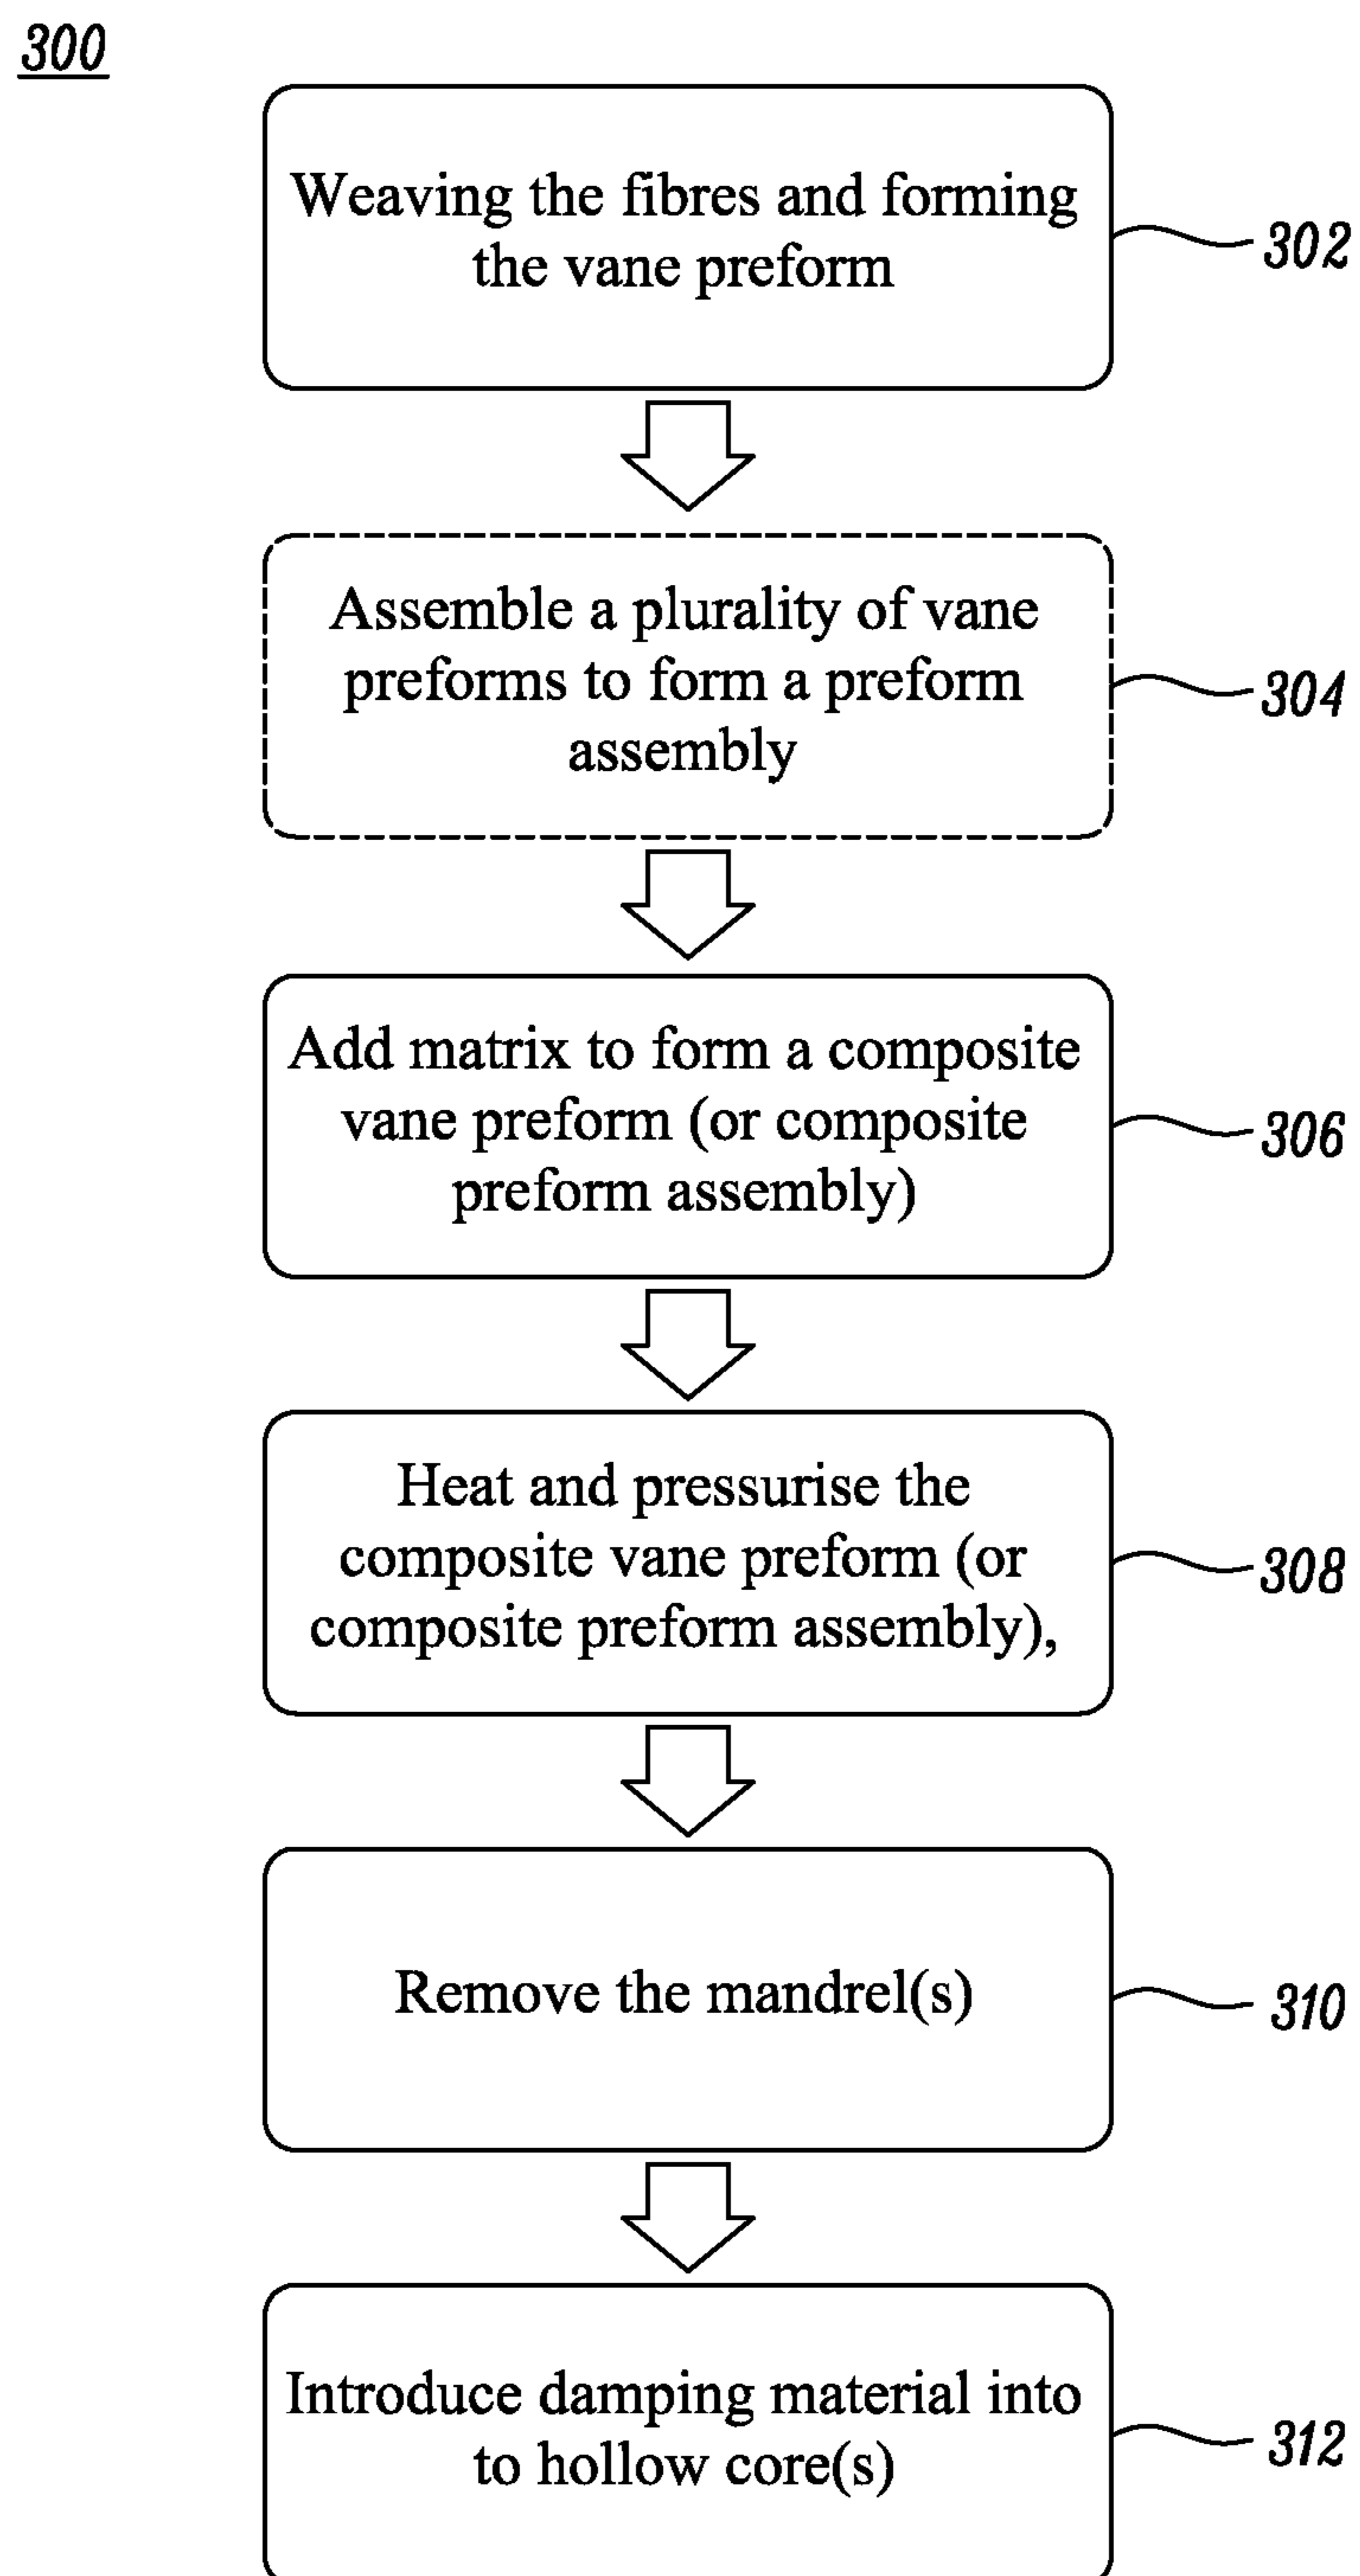 300
Weaving the fibres and forming
the vane preform
302
Assemble a plurality of vane
preforms to form a preform
assembly
304
Add matrix to form a composite
vane preform (or composite
preform assembly)
306
Heat and pressurise the
composite vane preform (or
composite preform assembly),
308
Remove the mandrel(s)
310
Introduce damping material into
to hollow core(s)
312